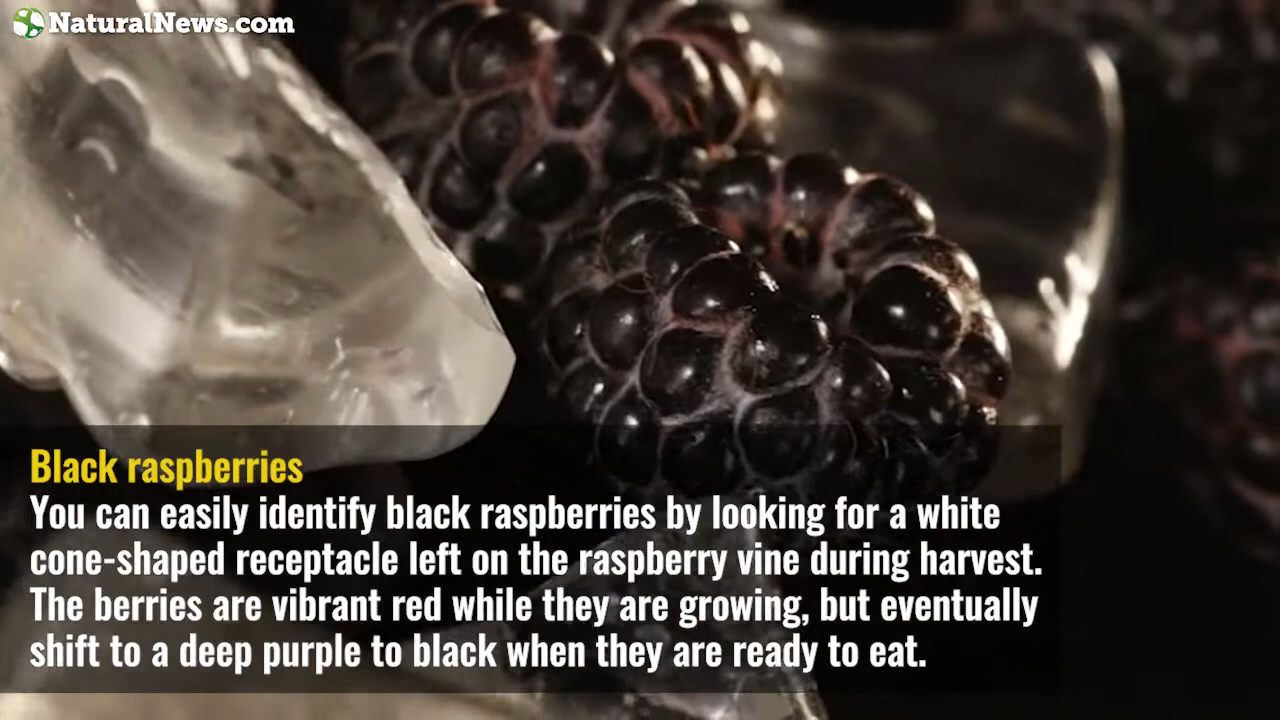 NaturalNews.com
Black raspberries
You can easily identify black raspberries by looking for a white
cone-shaped receptacle left on the raspberry vine during harvest.
The berries are vibrant red while they are growing, but eventually
shift to a deep purple to black when they are ready to eat.